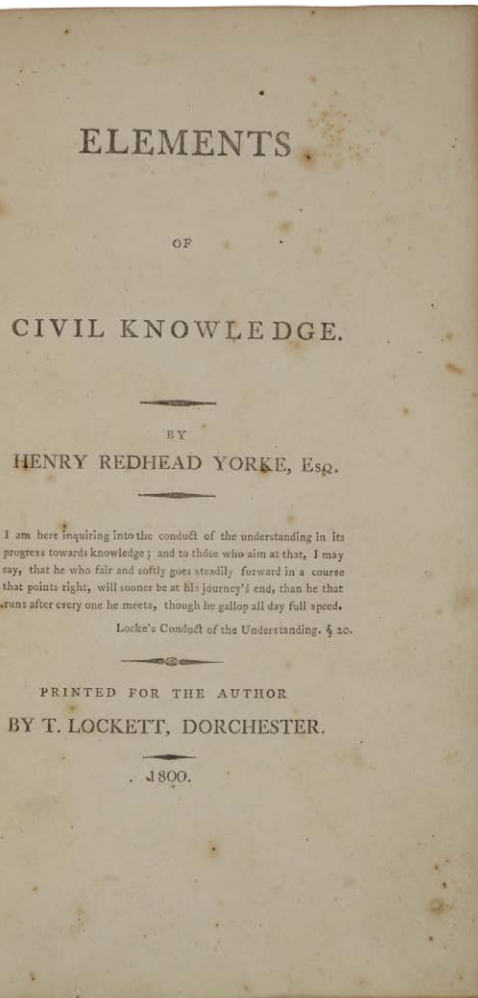 ELEMENTS
OF
CIVIL KNOWLEDGE.
BY
HENRY REDHEAD YORKE, Esq.
I am here inquiring into the conduct of the understanding in its
progress towards knowledge; and to those who aim at that, I may
say, that he who fair and softly goes steadily forward in a course
that points right, will sooner be at his journey's end, than he that
runs after every one he meets, though he gallop all day full speed.
Locke's Conduct of the Understanding. § 20.
PRINTED FOR THE AUTHOR
BY T. LOCKETT, DORCHESTER.
1800.